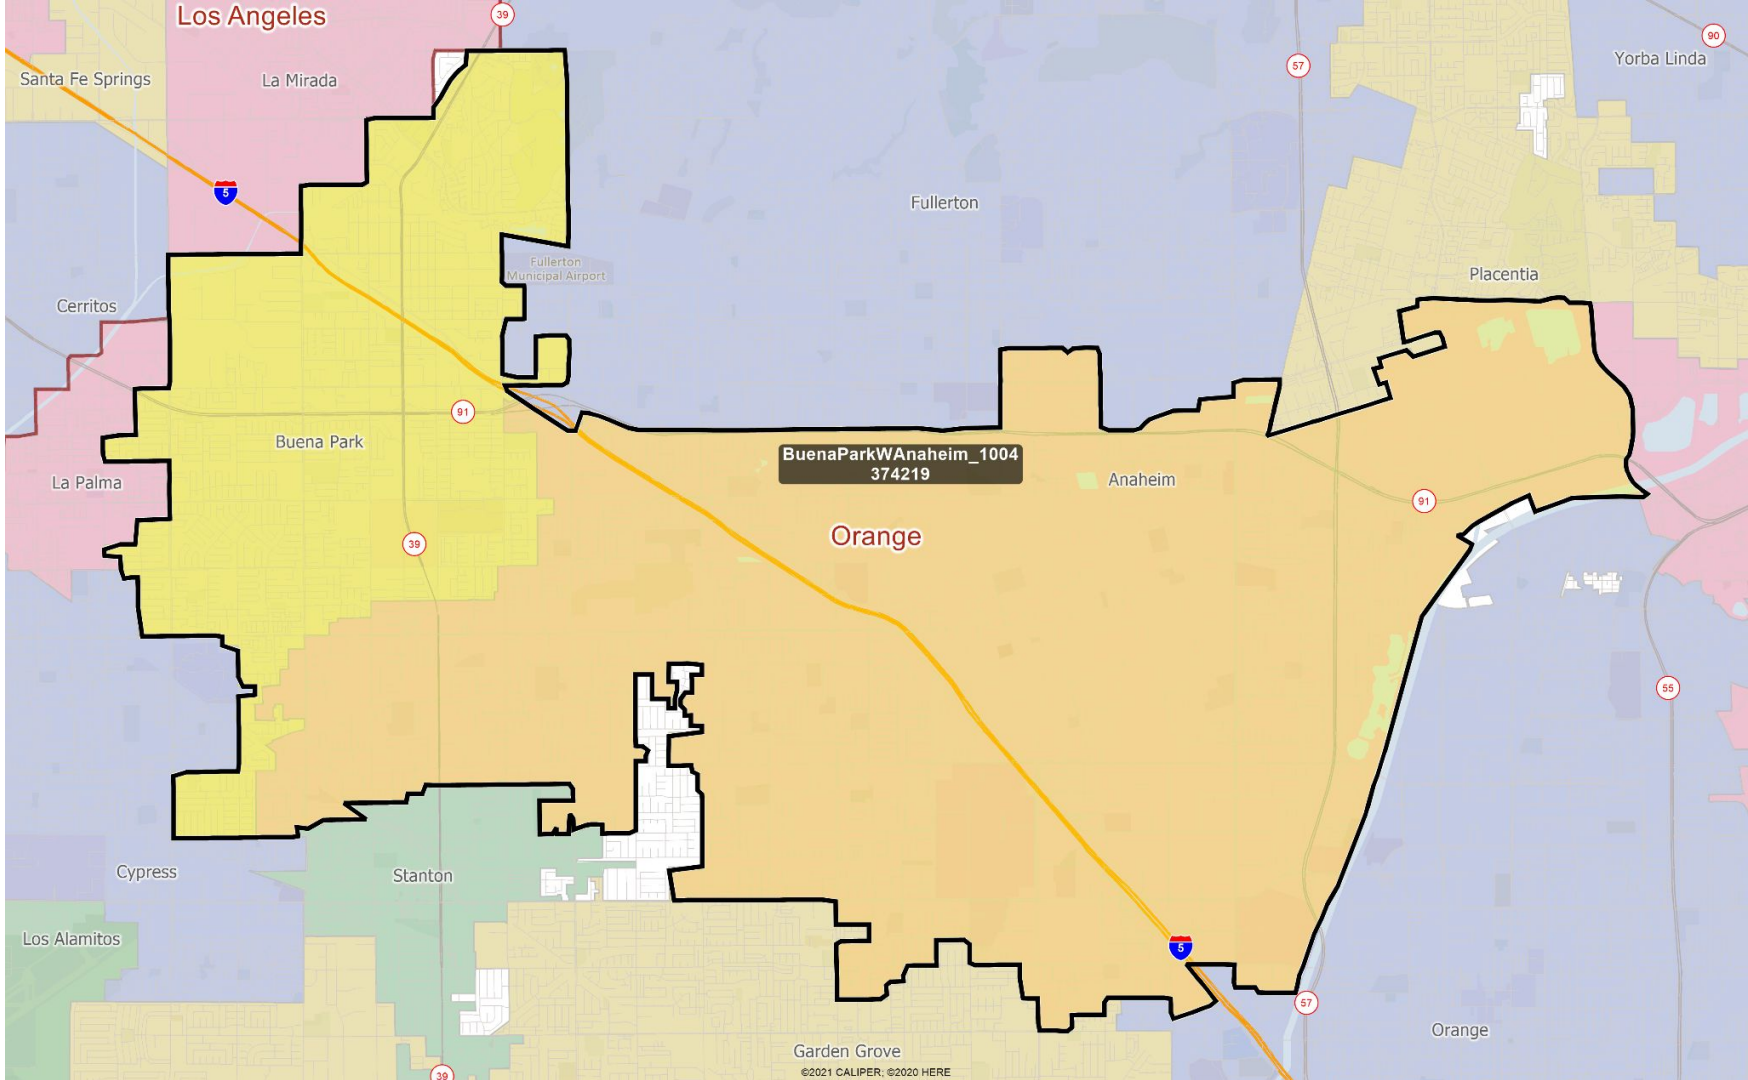 Los Angeles
39
90
57
Yorba Linda
Santa Fe Springs
La Mirada
5
Fullerton
Fullerton
Municipal Airport
Placentia
Cerritos
91
Buena Park
BuenaParkWAnaheim_1004
374219
La Palma
Anaheim
91
Orange
39
55
Cypress
Stanton
Los Alamitos
5
57
Orange
Garden Grove
39
©2021 CALIPER; ©2020 HERE